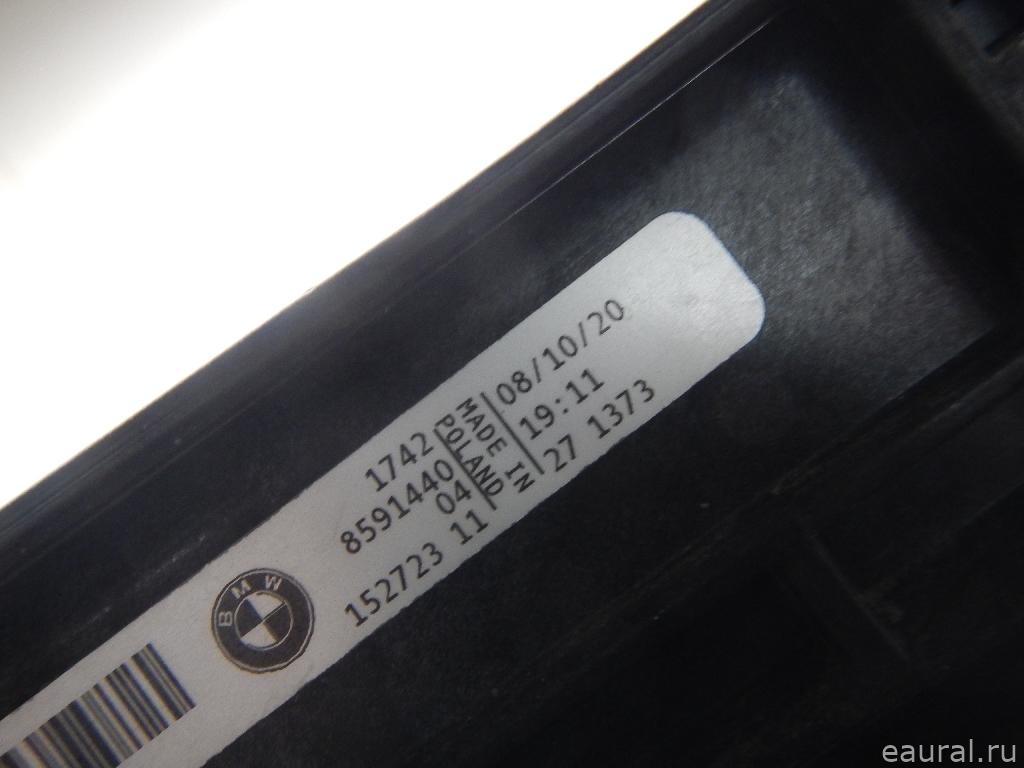 BMW
1742
8591440
04
152723 11
MADE IN
POLAND
08/10/20
19:11
27 1373
eaural.ru